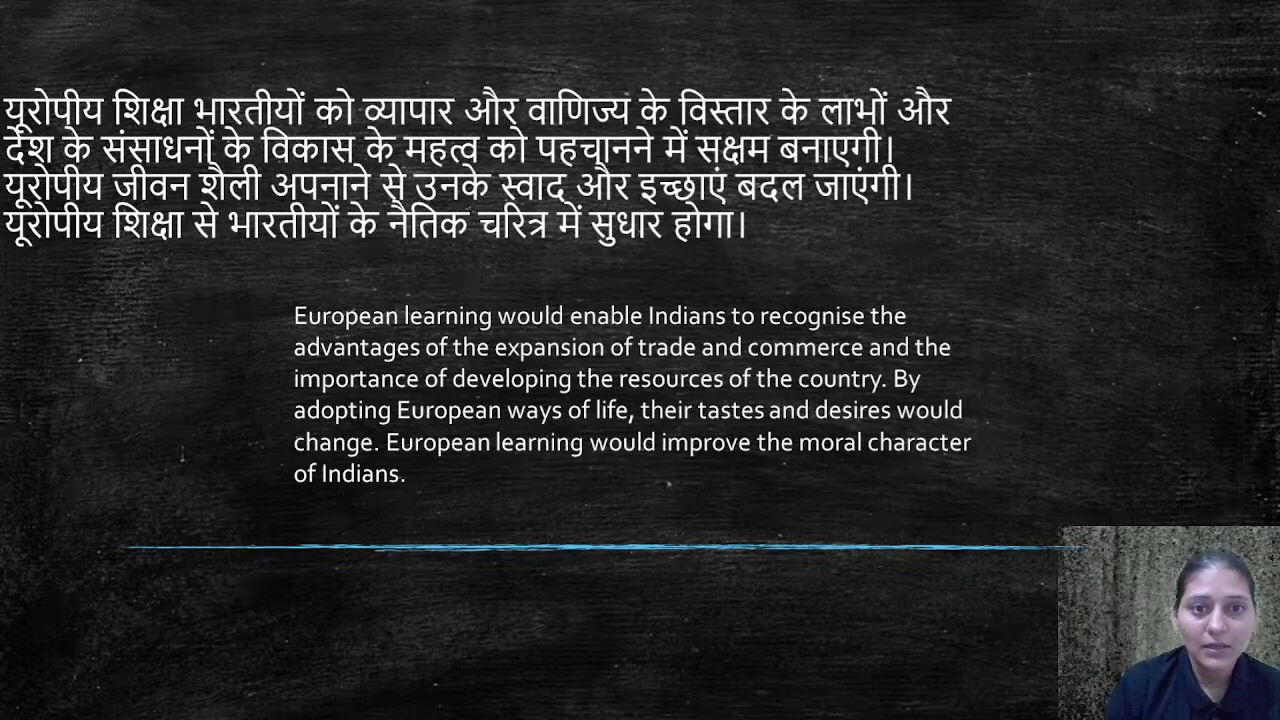 यूरोपीय शिक्षा भारतीयों को व्यापार और वाणिज्य के विस्तार के लाभों और
देश के संसाधनों के विकास के महत्व को पहचानने में सक्षम बनाएगी।
यूरोपीय जीवन शैली अपनाने से उनके स्वाद और इच्छाएं बदल जाएंगी।
यूरोपीय शिक्षा से भारतीयों के नैतिक चरित्र में सुधार होगा।
European learning would enable Indians to recognise the
advantages of the expansion of trade and commerce and the
importance of developing the resources of the country. By
adopting European ways of life, their tastes and desires would
change. European learning would improve the moral character
of Indians.